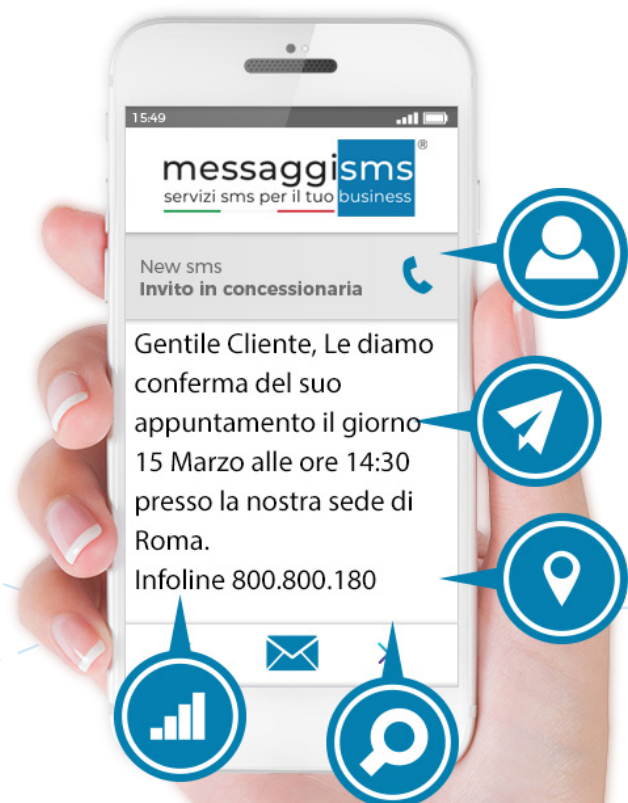 15:49
messaggisms®
servizi sms per il tuo business
New sms
Invito in concessionaria
Gentile Cliente, Le diamo
conferma del suo
appuntamento il giorno
15 Marzo alle ore 14:30
presso la nostra sede di
Roma.
Infoline 800.800.180